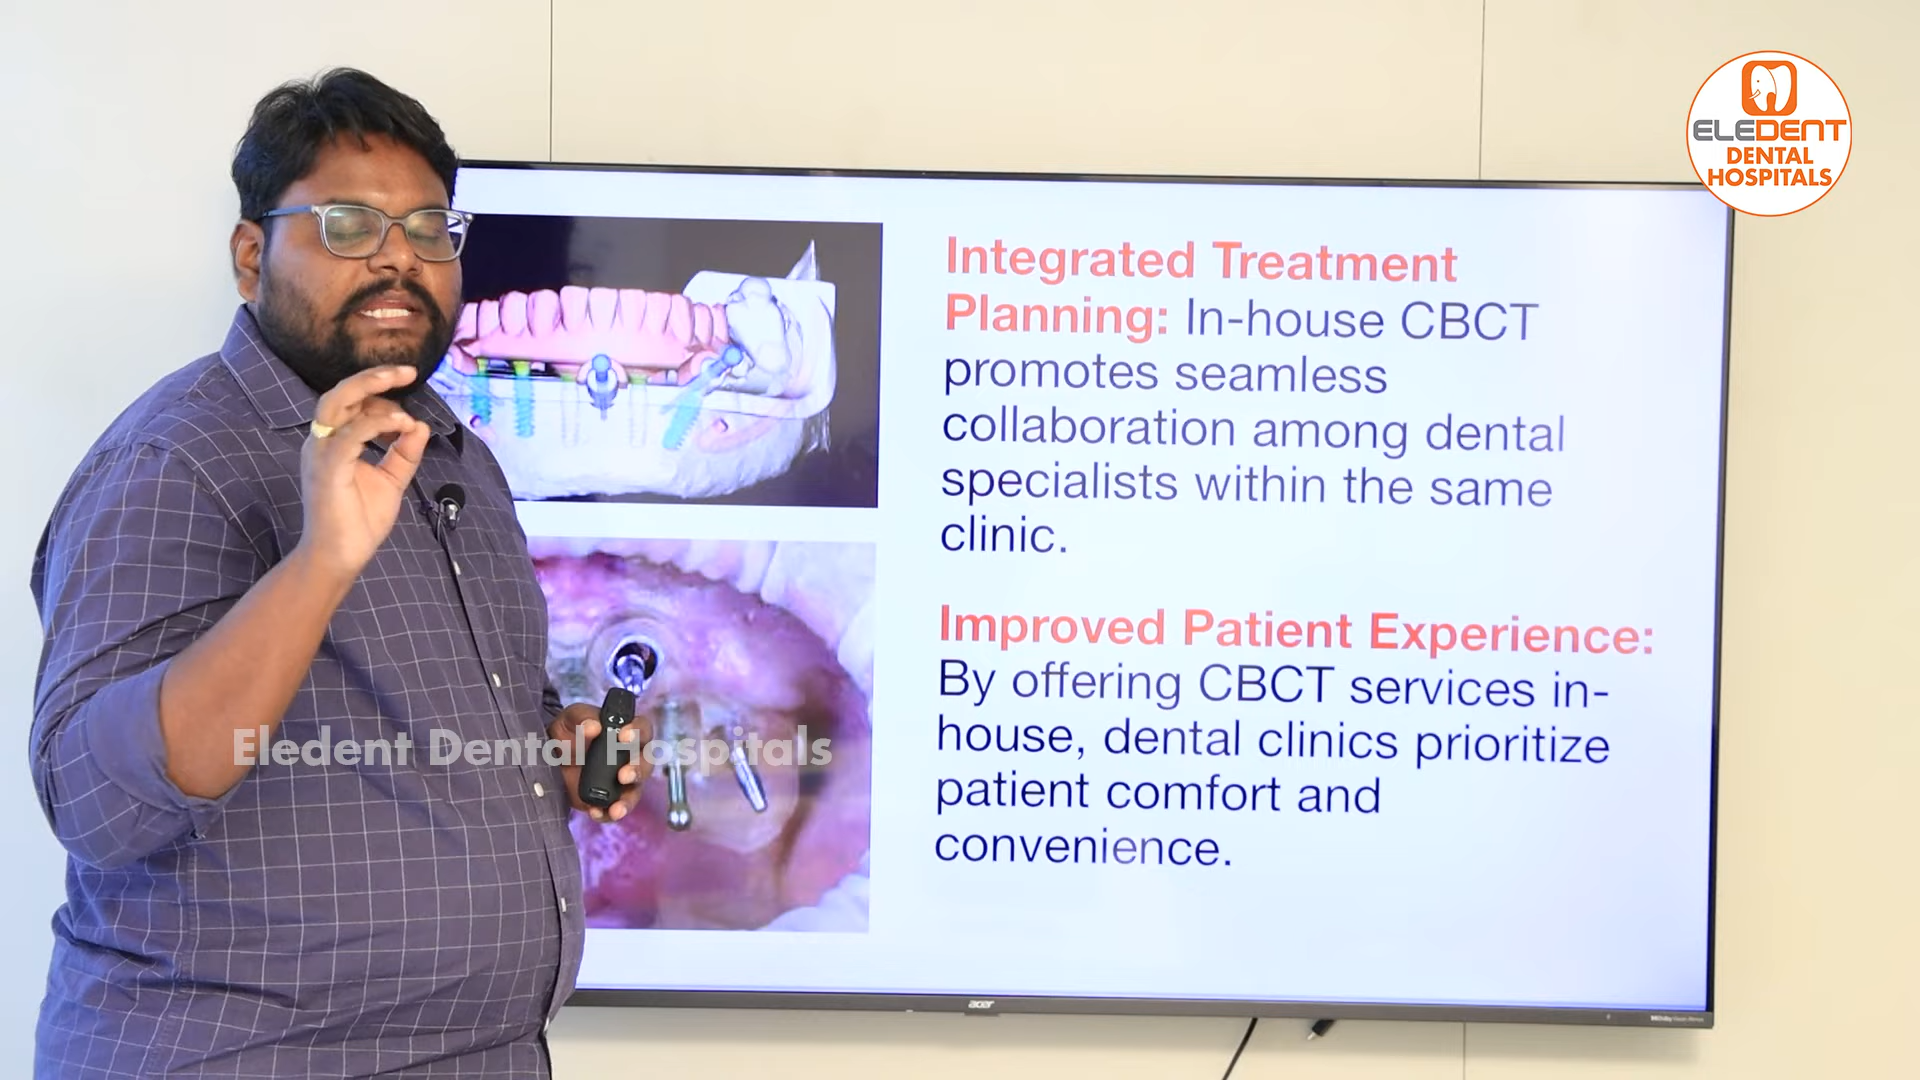 ELEDENT
DENTAL
HOSPITALS
Integrated Treatment
Planning: In-house CBCT
promotes seamless
collaboration among dental
specialists within the same
clinic.
Improved Patient Experience:
By offering CBCT services in-
house, dental clinics prioritize
patient comfort and
convenience.
Eledent Dental Hospitals
acer